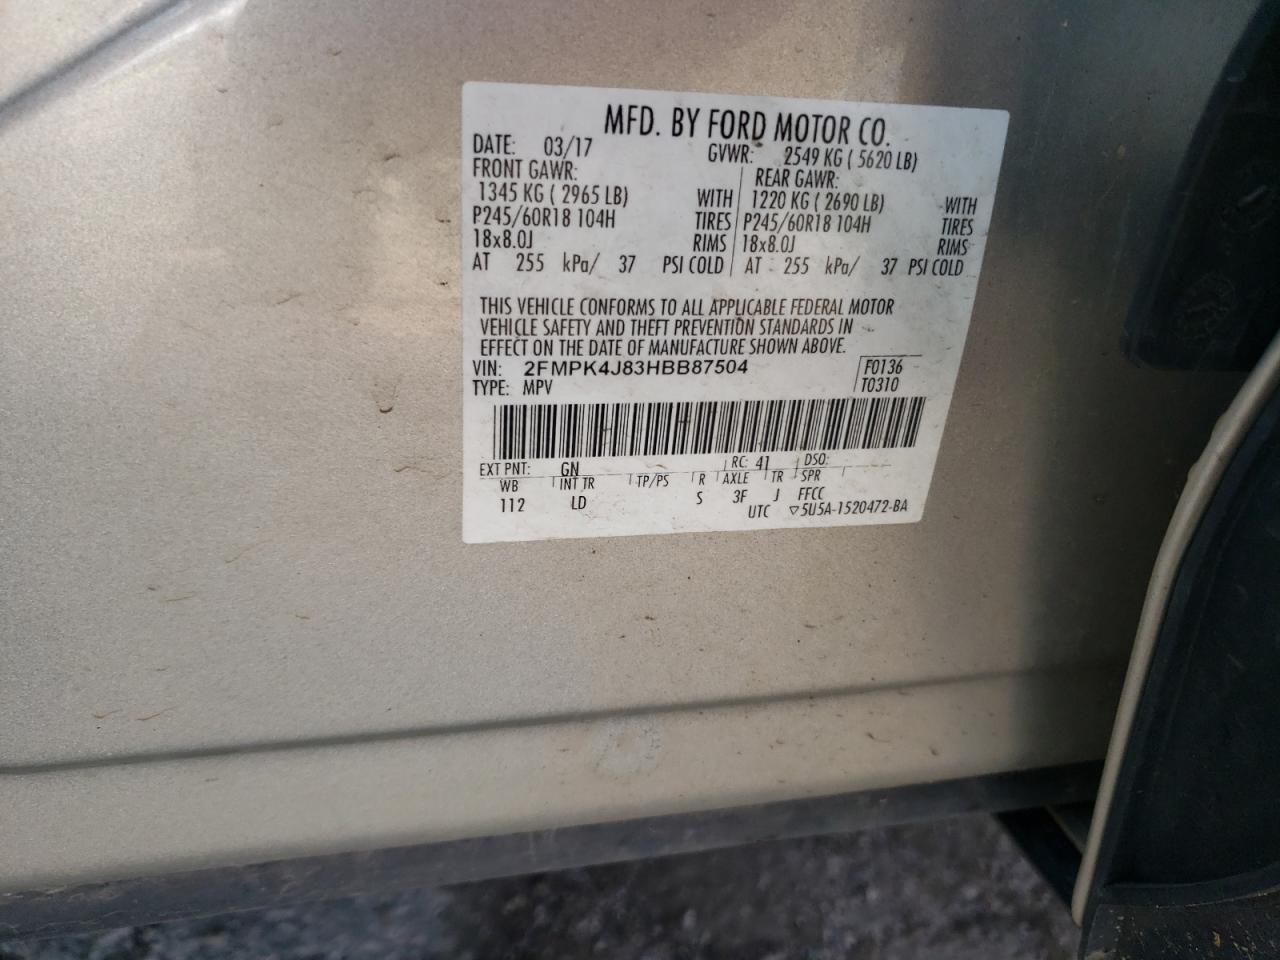 MFD. BY FORD MOTOR CO.
DATE: 03/17 GVWR: 2549 KG ( 5620 LB)
FRONT GAWR: REAR GAWR:
1345 KG ( 2965 LB) WITH 1220 KG ( 2690 LB) WITH
P245/60R18 104H TIRES P245/60R18 104H TIRES
18x8.0J RIMS 18x8.0J RIMS
AT 255 kPa/ 37 PSI COLD AT 255 kPa/ 37 PSI COLD
THIS VEHICLE CONFORMS TO ALL APPLICABLE FEDERAL MOTOR
VEHICLE SAFETY AND THEFT PREVENTION STANDARDS IN
EFFECT ON THE DATE OF MANUFACTURE SHOWN ABOVE.
VIN: 2FMPK4J83HBB87504 F0136
TYPE: MPV T0310
EXT PNT: GN RC: 41 DSO:
WB INT TR TP/PS R AXLE TR SPR
112 LD S 3F J FFCC
UTC ▽5U5A-1520472-BA